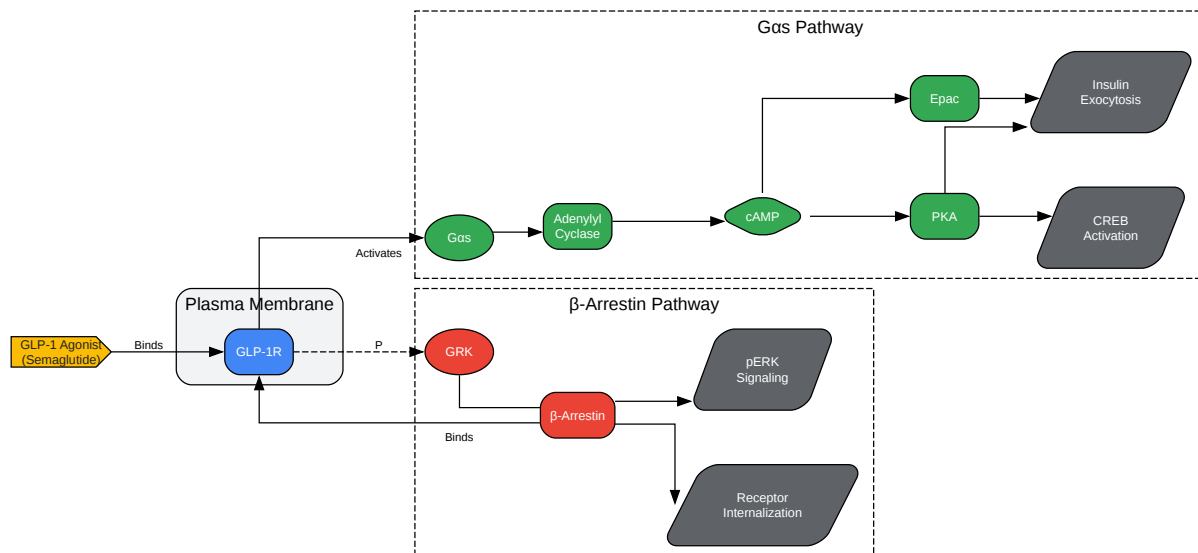 Gαs Pathway
Insulin
Exocytosis
Epac
Adenylyl
Cyclase
cAMP
PKA
CREB
Activation
Gαs
Activates
Plasma Membrane
β-Arrestin Pathway
GLP-1 Agonist
(Semaglutide)
Binds
GLP-1R
P
GRK
pERK
Signaling
β-Arrestin
Binds
Receptor
Internalization